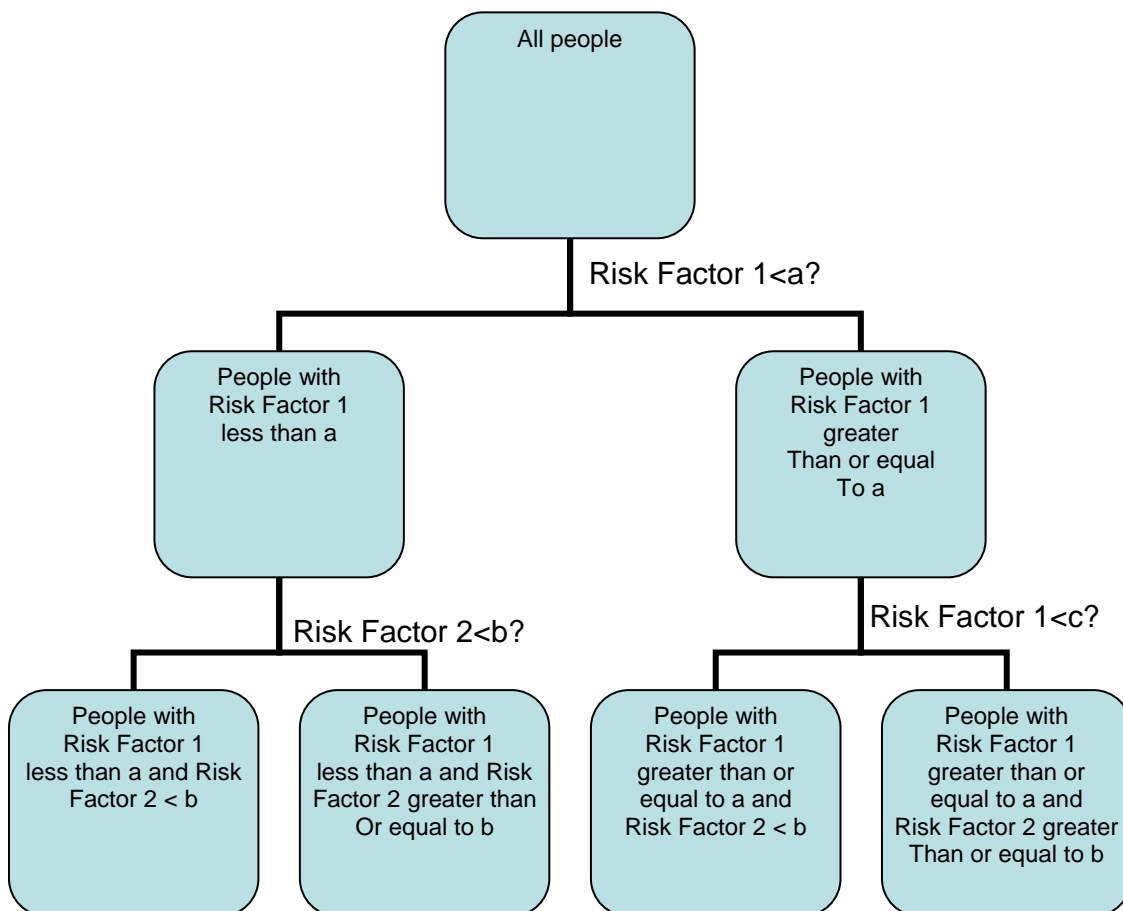 All people
Risk Factor 1<a?
People with
Risk Factor 1
less than a
People with
Risk Factor 1
greater
Than or equal
To a
Risk Factor 2<b?
Risk Factor 1<c?
People with
Risk Factor 1
less than a and Risk
Factor 2 < b
People with
Risk Factor 1
less than a and Risk
Factor 2 greater than
Or equal to b
People with
Risk Factor 1
greater than or
equal to a and
Risk Factor 2 < b
People with
Risk Factor 1
greater than or
equal to a and
Risk Factor 2 greater
Than or equal to b